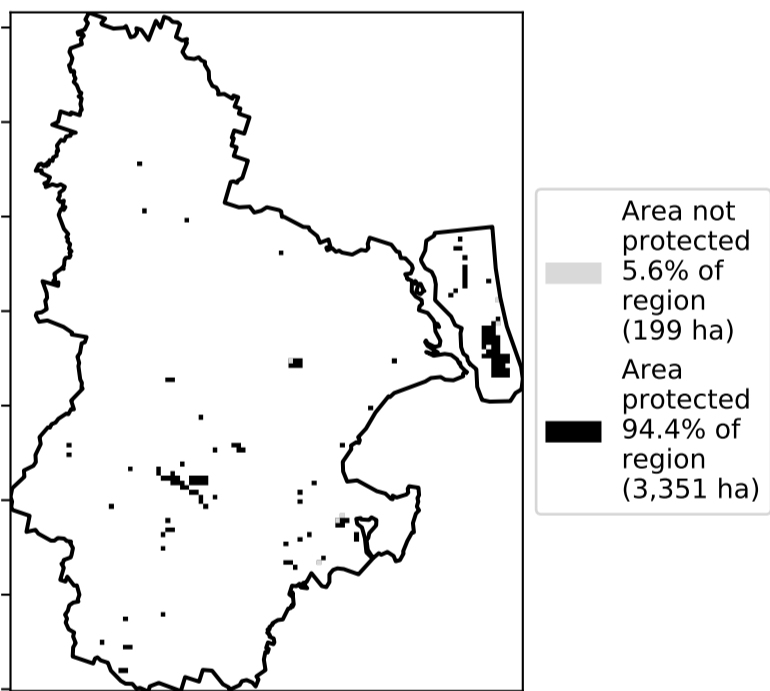 Area not
protected
5.6% of
region
(199 ha)
Area
protected
94.4% of
region
(3,351 ha)